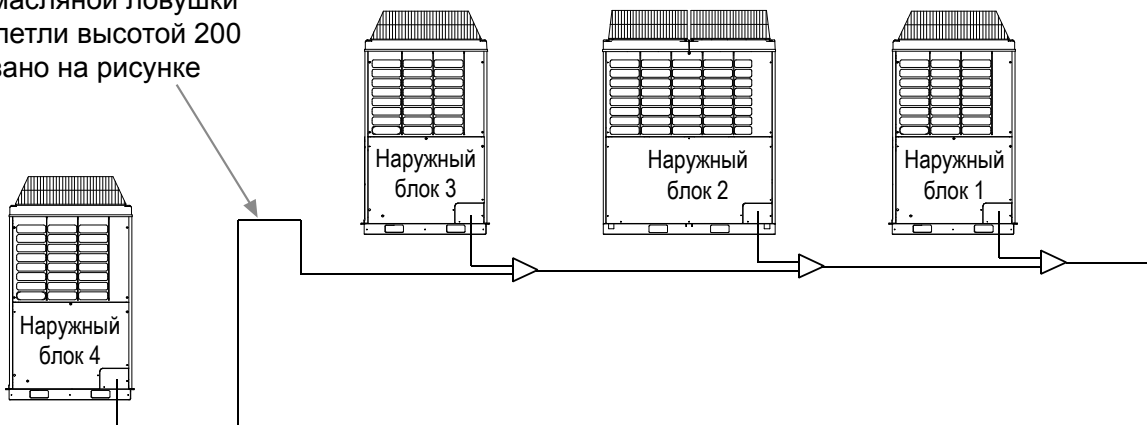 масляной ловушки
петли высотой 200
вано на рисунке
Наружный
блок 3
Наружный
блок 2
Наружный
блок 1
Наружный
блок 4